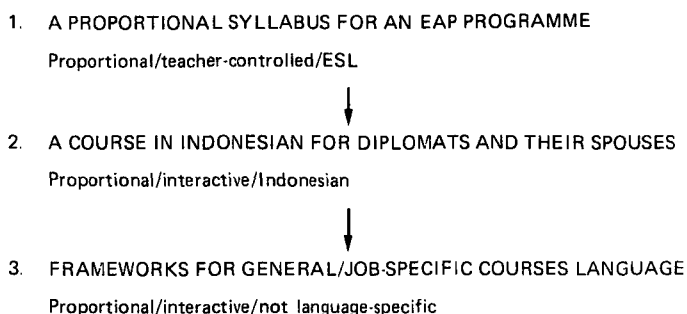 1. A PROPORTIONAL SYLLABUS FOR AN EAP PROGRAMME
Proportional/teacher-controlled/ESL
2. A COURSE IN INDONESIAN FOR DIPLOMATS AND THEIR SPOUSES
Proportional/interactive/Indonesian
3. FRAMEWORKS FOR GENERAL/JOB-SPECIFIC COURSES LANGUAGE
Proportional/interactive/not language-specific